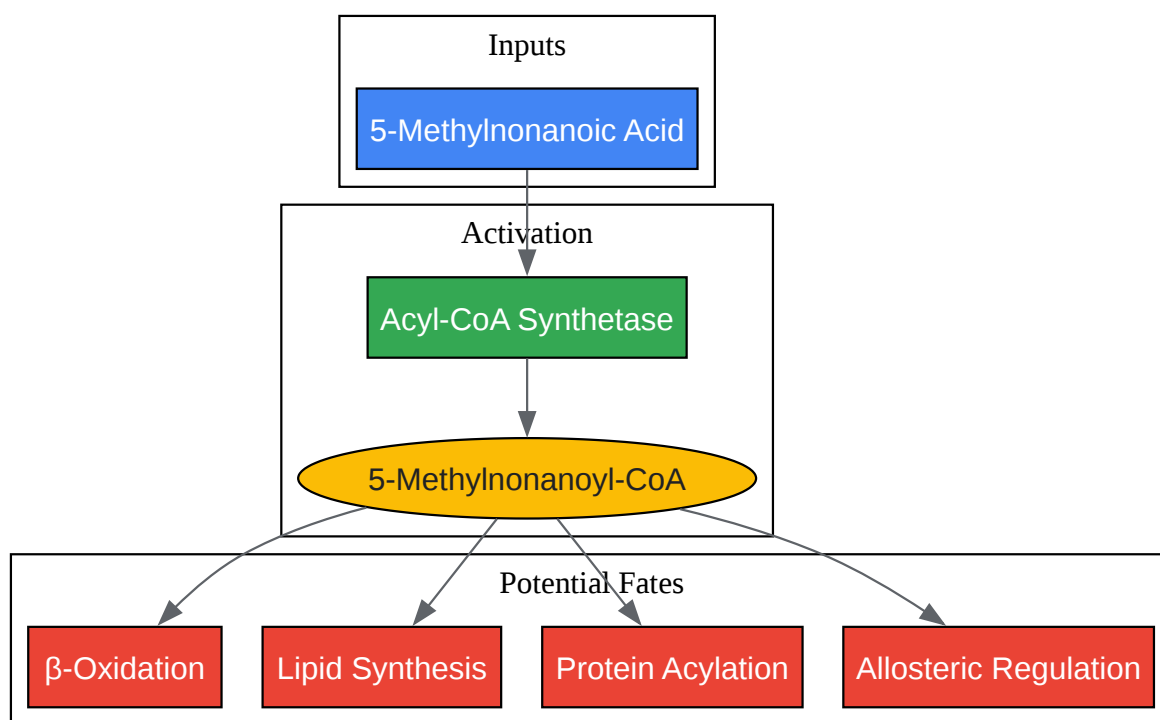 Inputs
5-Methylnonanoic Acid
Activation
Acyl-CoA Synthetase
5-Methylnonanoyl-CoA
Potential Fates
β-Oxidation
Lipid Synthesis
Protein Acylation
Allosteric Regulation